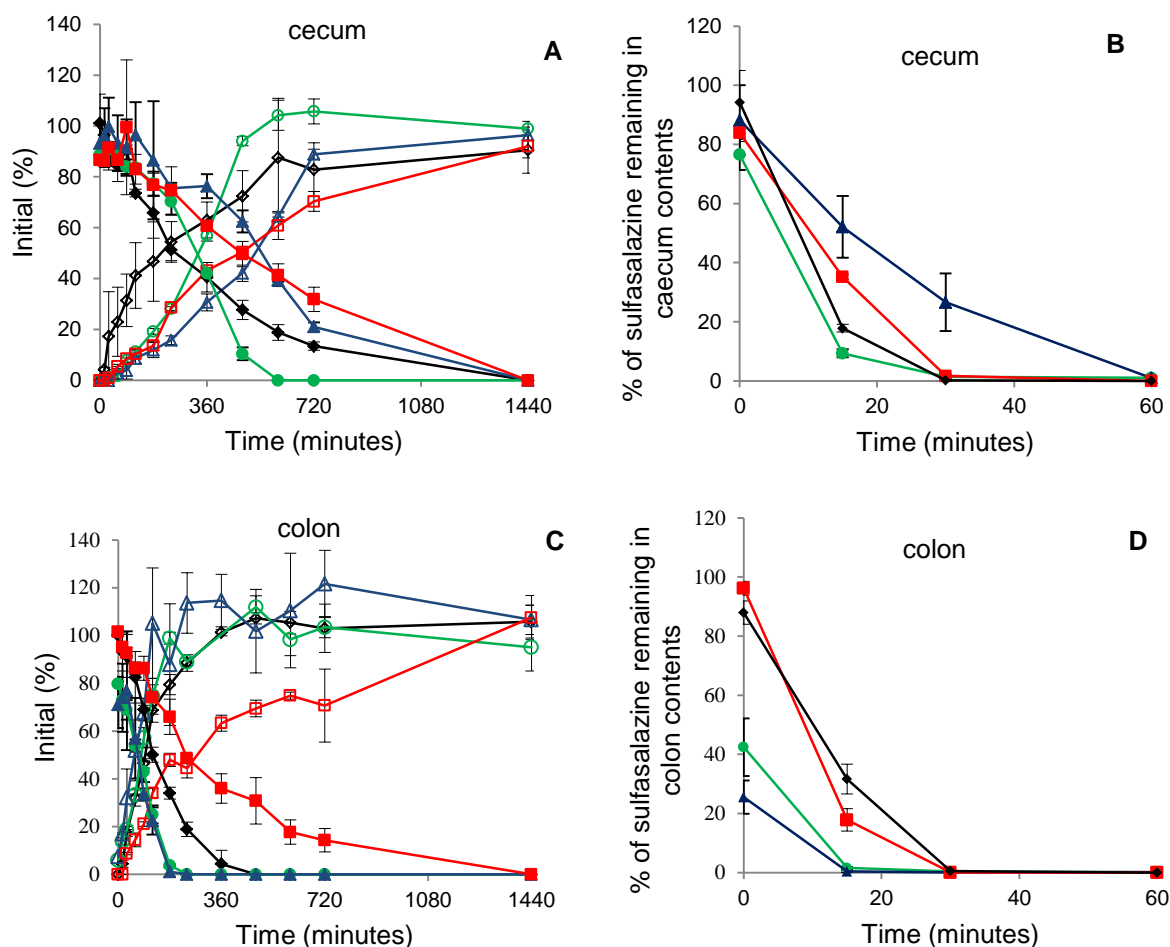 cecum
A
140
120
100
80
60
40
20
0
Initial (%)
0 360 720 1080 1440
Time (minutes)
cecum
B
120
100
80
60
40
20
0
% of sulfasalazine remaining in
caecum contents
0 20 40 60
Time (minutes)
colon
C
140
120
100
80
60
40
20
0
Initial (%)
0 360 720 1080 1440
Time (minutes)
colon
D
120
100
80
60
40
20
0
% of sulfasalazine remaining in
colon contents
0 20 40 60
Time (minutes)